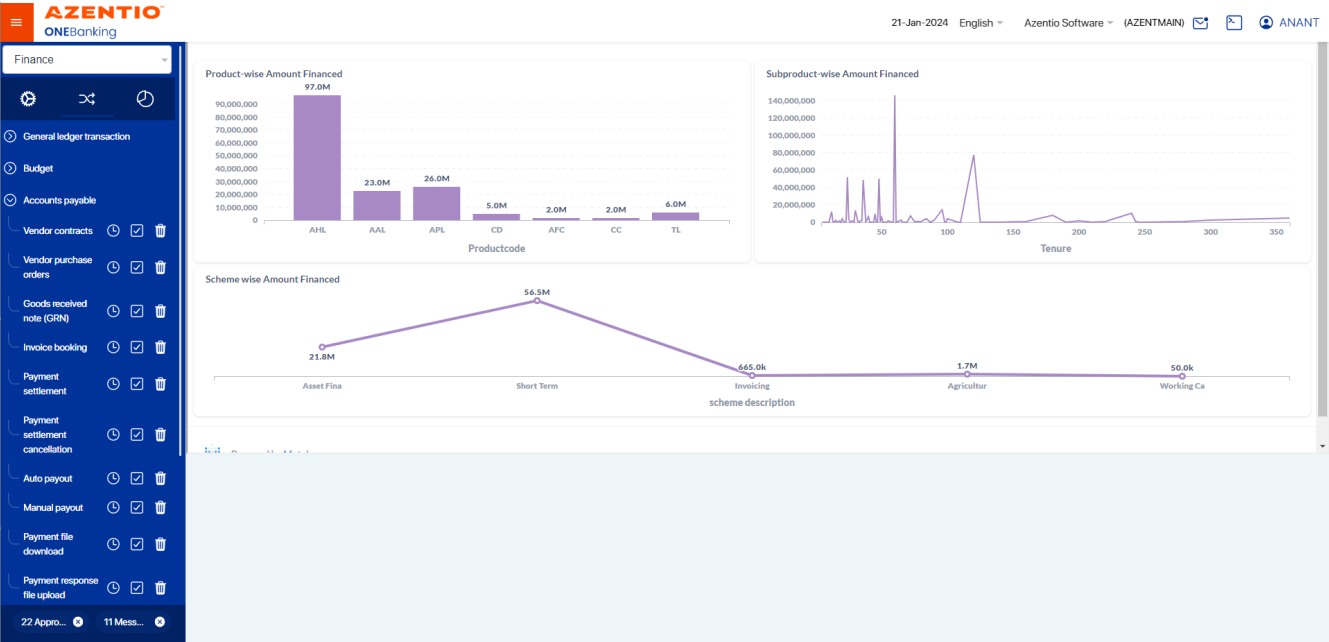 AZENTIO
ONEBanking
21-Jan-2024 English Azentio Software (AZENTMAIN) ANANT
Finance
General ledger transaction
Budget
Accounts payable
Vendor contracts
Vendor purchase
orders
Goods received
note (GRN)
Invoice booking
Payment
settlement
Payment
settlement
cancellation
Auto payout
Manual payout
Payment file
download
Payment response
file upload
22 Appro...
11 Mess...
Product-wise Amount Financed
97.0M
23.0M
26.0M
5.0M
2.0M
2.0M
6.0M
90,000,000
80,000,000
70,000,000
60,000,000
50,000,000
40,000,000
30,000,000
20,000,000
10,000,000
0
AHL AAL APL CD AFC CC TL
Productcode
Subproduct-wise Amount Financed
140,000,000
120,000,000
100,000,000
80,000,000
60,000,000
40,000,000
20,000,000
0
50 100 150 200 250 300 350
Tenure
Scheme wise Amount Financed
21.8M
56.5M
665.0k
1.7M
50.0k
Asset Fina Short Term Invoicing Agricultur Working Ca
scheme description